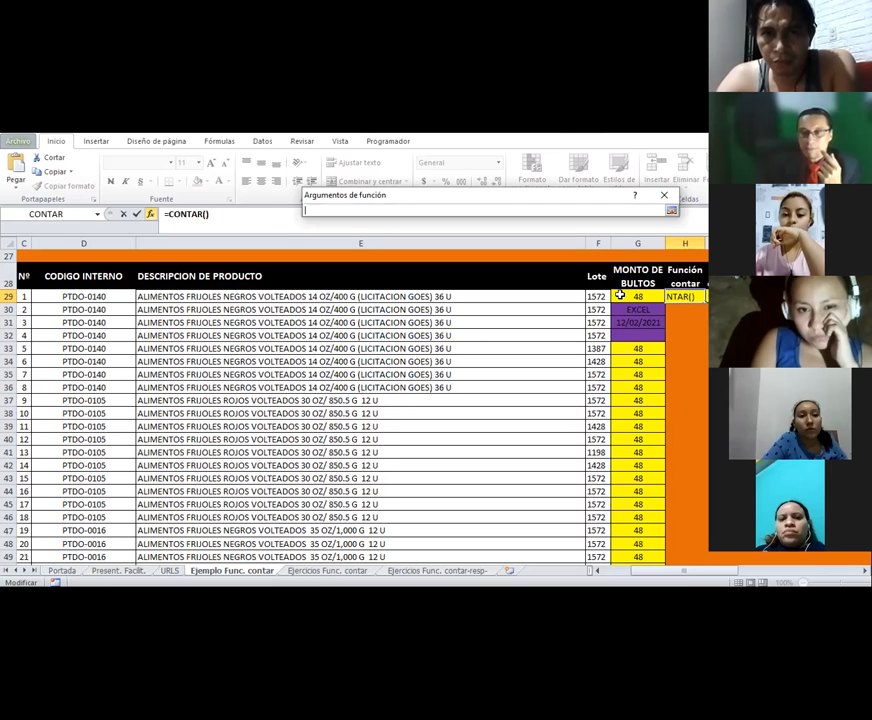 Archivo Inicio Insertar Diseño de página Fórmulas Datos Revisar Vista Programador
Pegar
Cortar
Copiar
Copiar formato
11
Ajustar texto
Combinar y centrar
General
Formato
Dar formato
Estilos de
Insertar
Eliminar
Formato
Portapapeles Fuente
Argumentos de función ?
CONTAR fx =CONTAR()
C D E F G H
27
28 Nº CODIGO INTERNO DESCRIPCION DE PRODUCTO Lote MONTO DE BULTOS Función contar
29 1 PTDO-0140 ALIMENTOS FRIJOLES NEGROS VOLTEADOS 14 OZ/400 G (LICITACION GOES) 36 U 1572 48 NTAR()
30 2 PTDO-0140 ALIMENTOS FRIJOLES NEGROS VOLTEADOS 14 OZ/400 G (LICITACION GOES) 36 U 1572 EXCEL
31 3 PTDO-0140 ALIMENTOS FRIJOLES NEGROS VOLTEADOS 14 OZ/400 G (LICITACION GOES) 36 U 1572 12/02/2021
32 4 PTDO-0140 ALIMENTOS FRIJOLES NEGROS VOLTEADOS 14 OZ/400 G (LICITACION GOES) 36 U 1572
33 5 PTDO-0140 ALIMENTOS FRIJOLES NEGROS VOLTEADOS 14 OZ/400 G (LICITACION GOES) 36 U 1387 48
34 6 PTDO-0140 ALIMENTOS FRIJOLES NEGROS VOLTEADOS 14 OZ/400 G (LICITACION GOES) 36 U 1428 48
35 7 PTDO-0140 ALIMENTOS FRIJOLES NEGROS VOLTEADOS 14 OZ/400 G (LICITACION GOES) 36 U 1572 48
36 8 PTDO-0140 ALIMENTOS FRIJOLES NEGROS VOLTEADOS 14 OZ/400 G (LICITACION GOES) 36 U 1572 48
37 9 PTDO-0105 ALIMENTOS FRIJOLES ROJOS VOLTEADOS 30 OZ/ 850.5 G 12 U 1572 48
38 10 PTDO-0105 ALIMENTOS FRIJOLES ROJOS VOLTEADOS 30 OZ/ 850.5 G 12 U 1572 48
39 11 PTDO-0105 ALIMENTOS FRIJOLES ROJOS VOLTEADOS 30 OZ/ 850.5 G 12 U 1428 48
40 12 PTDO-0105 ALIMENTOS FRIJOLES ROJOS VOLTEADOS 30 OZ/ 850.5 G 12 U 1572 48
41 13 PTDO-0105 ALIMENTOS FRIJOLES ROJOS VOLTEADOS 30 OZ/ 850.5 G 12 U 1198 48
42 14 PTDO-0105 ALIMENTOS FRIJOLES ROJOS VOLTEADOS 30 OZ/ 850.5 G 12 U 1428 48
43 15 PTDO-0105 ALIMENTOS FRIJOLES ROJOS VOLTEADOS 30 OZ/ 850.5 G 12 U 1572 48
44 16 PTDO-0105 ALIMENTOS FRIJOLES ROJOS VOLTEADOS 30 OZ/ 850.5 G 12 U 1572 48
45 17 PTDO-0105 ALIMENTOS FRIJOLES ROJOS VOLTEADOS 30 OZ/ 850.5 G 12 U 1572 48
46 18 PTDO-0105 ALIMENTOS FRIJOLES ROJOS VOLTEADOS 30 OZ/ 850.5 G 12 U 1572 48
47 19 PTDO-0016 ALIMENTOS FRIJOLES NEGROS VOLTEADOS 35 OZ/1,000 G 12 U 1572 48
48 20 PTDO-0016 ALIMENTOS FRIJOLES NEGROS VOLTEADOS 35 OZ/1,000 G 12 U 1572 48
49 21 PTDO-0016 ALIMENTOS FRIJOLES NEGROS VOLTEADOS 35 OZ/1,000 G 12 U 1572 48
Portada Present. Facilit. URLS Ejemplo Func. contar Ejercicios Func. contar Ejercicios Func. contar-resp-
Modificar 100%